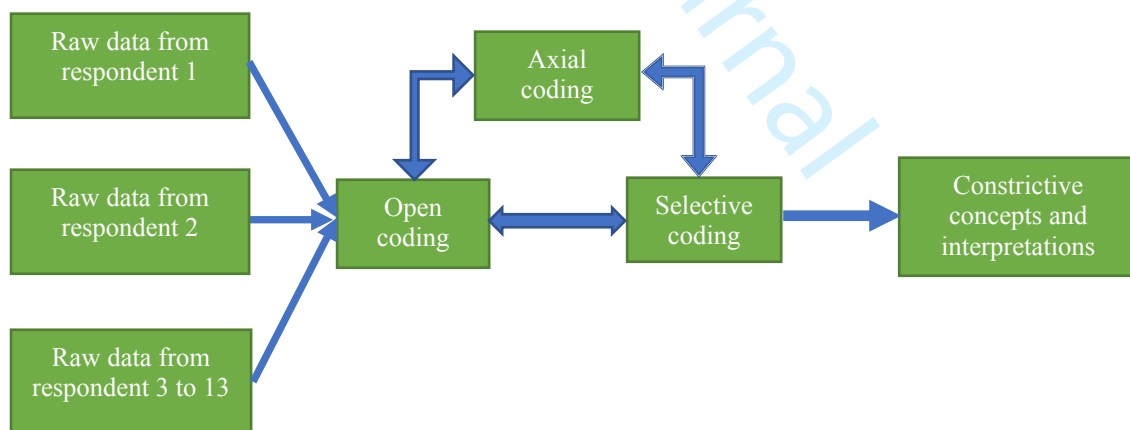 Raw data from
respondent 1
Axial
coding
Raw data from
respondent 2
Open
coding
Selective
coding
Constrictive
concepts and
interpretations
Raw data from
respondent 3 to 13